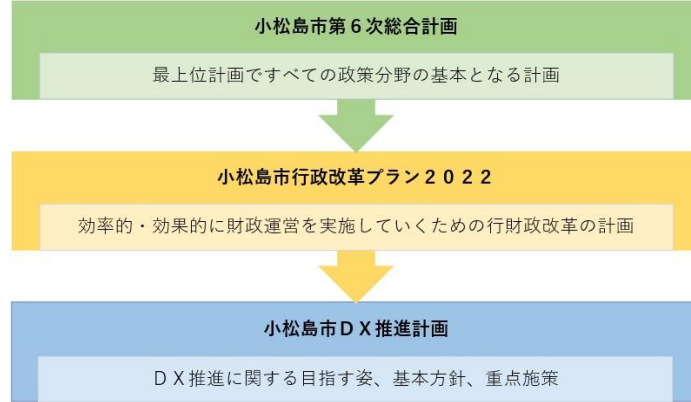 小松島市第６次総合計画
最上位計画ですべての政策分野の基本となる計画
小松島市行政改革プラン２０２２
効率的・効果的に財政運営を実施していくための行財政改革の計画
小松島市ＤＸ推進計画
ＤＸ推進に関する目指す姿、基本方針、重点施策